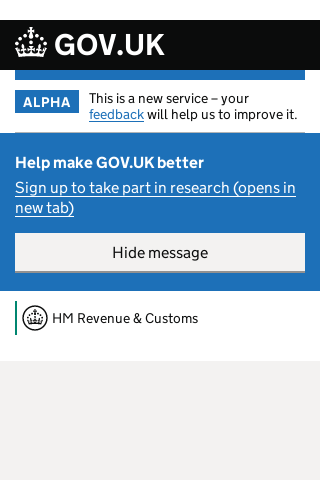 GOV.UK
ALPHA
This is a new service – your
feedback will help us to improve it.
Help make GOV.UK better
Sign up to take part in research (opens in
new tab)
Hide message
HM Revenue & Customs